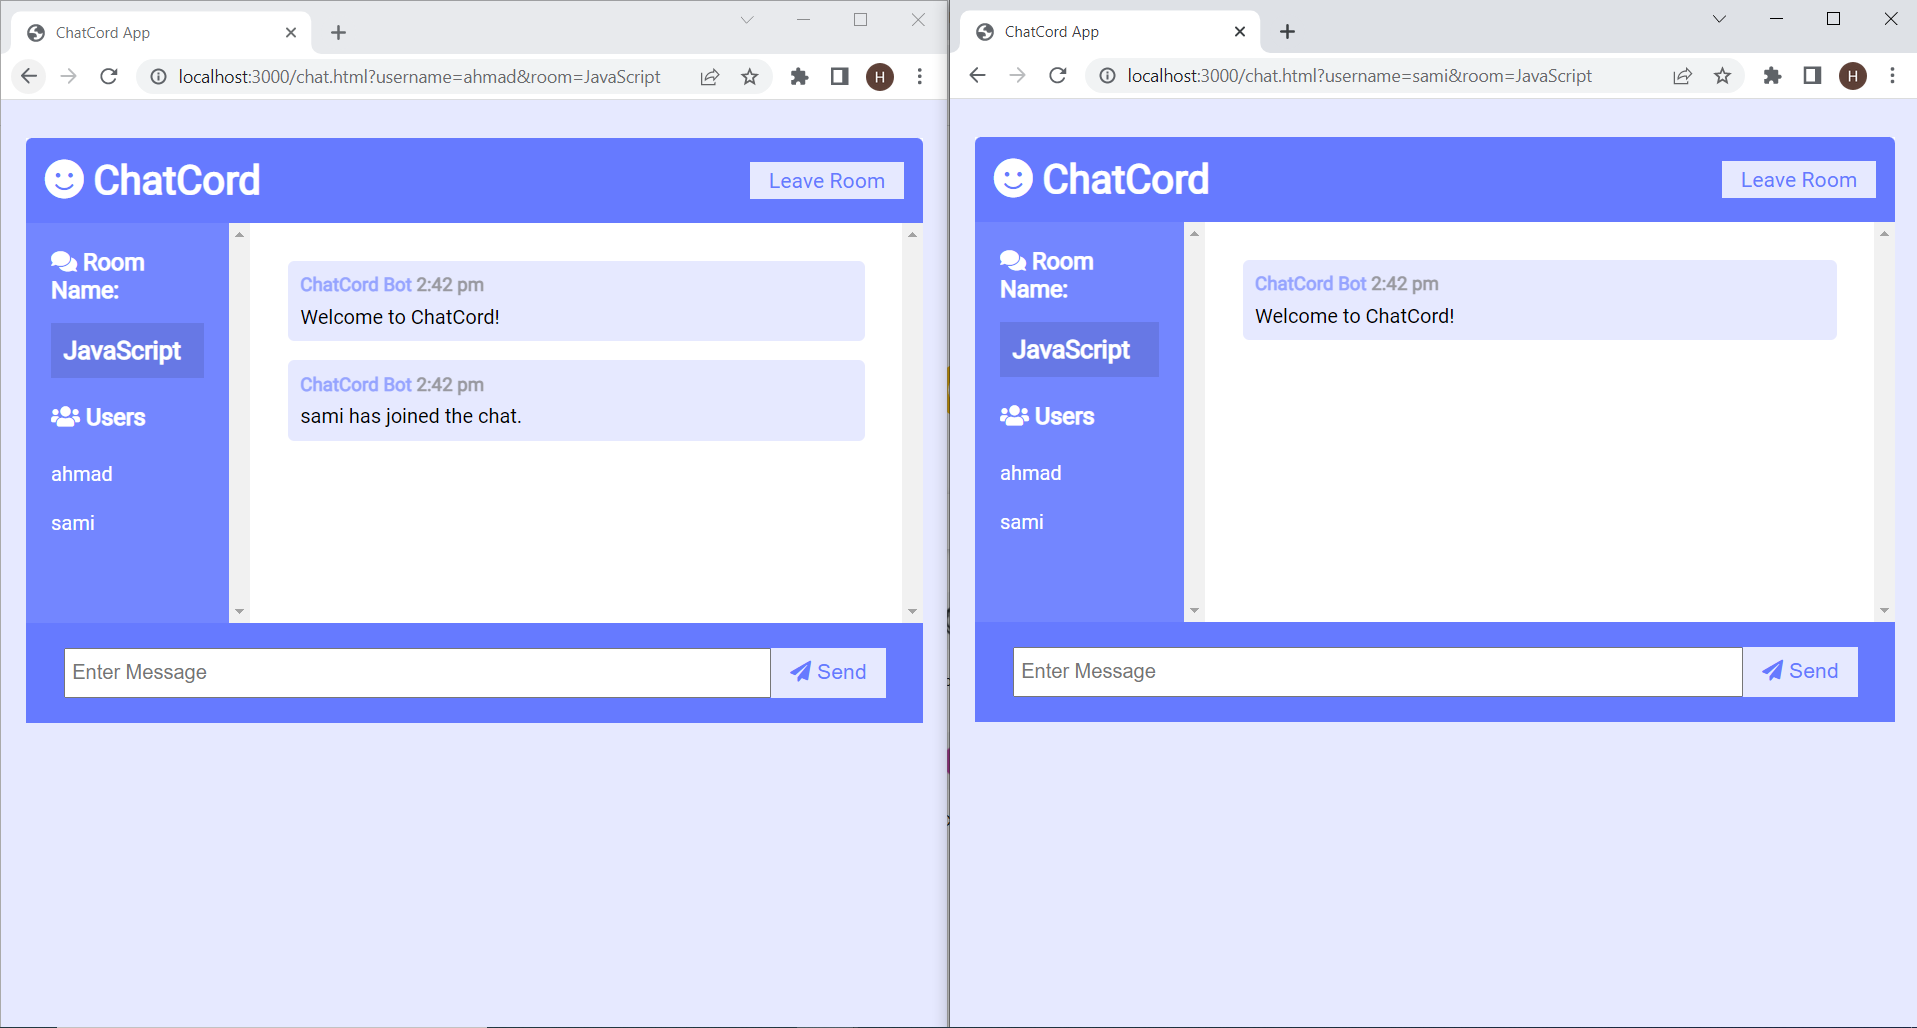 ChatCord App
localhost:3000/chat.html?username=ahmad&room=JavaScript
H
ChatCord
Leave Room
Room
Name:
JavaScript
Users
ahmad
sami
ChatCord Bot 2:42 pm
Welcome to ChatCord!
ChatCord Bot 2:42 pm
sami has joined the chat.
Enter Message
Send
ChatCord App
localhost:3000/chat.html?username=sami&room=JavaScript
H
ChatCord
Leave Room
Room
Name:
JavaScript
Users
ahmad
sami
ChatCord Bot 2:42 pm
Welcome to ChatCord!
Enter Message
Send